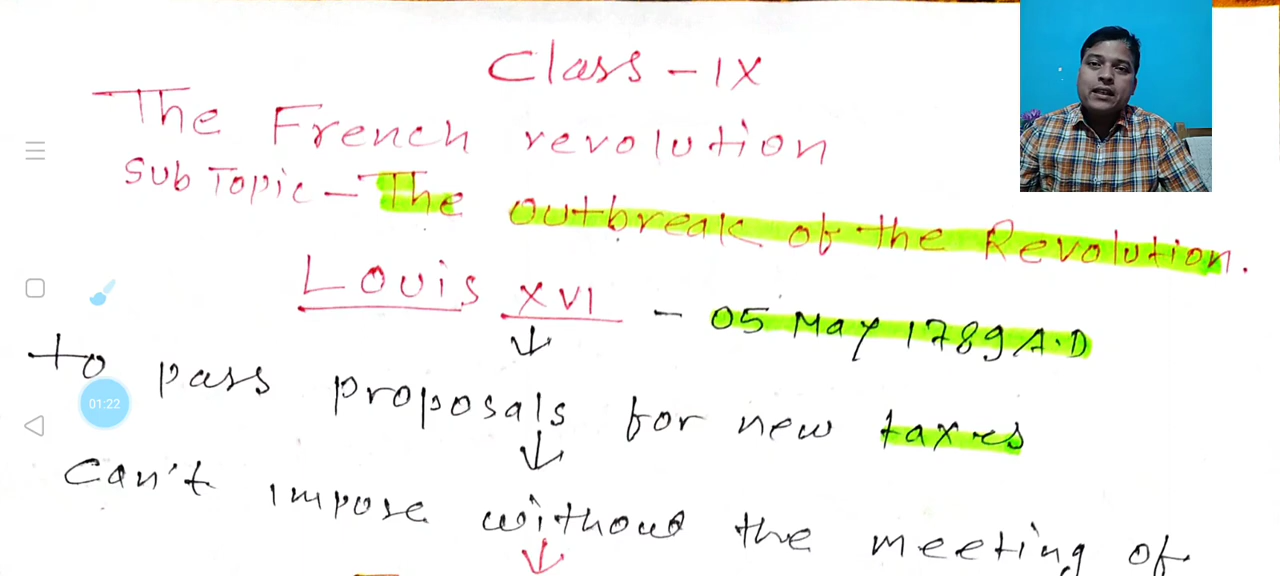 Class - IX
The French revolution
Sub Topic - The outbreak of the Revolution.
Louis XVI - 05 May 1789 A.D
to pass proposals for new taxes
can't impose without the meeting of
01:22